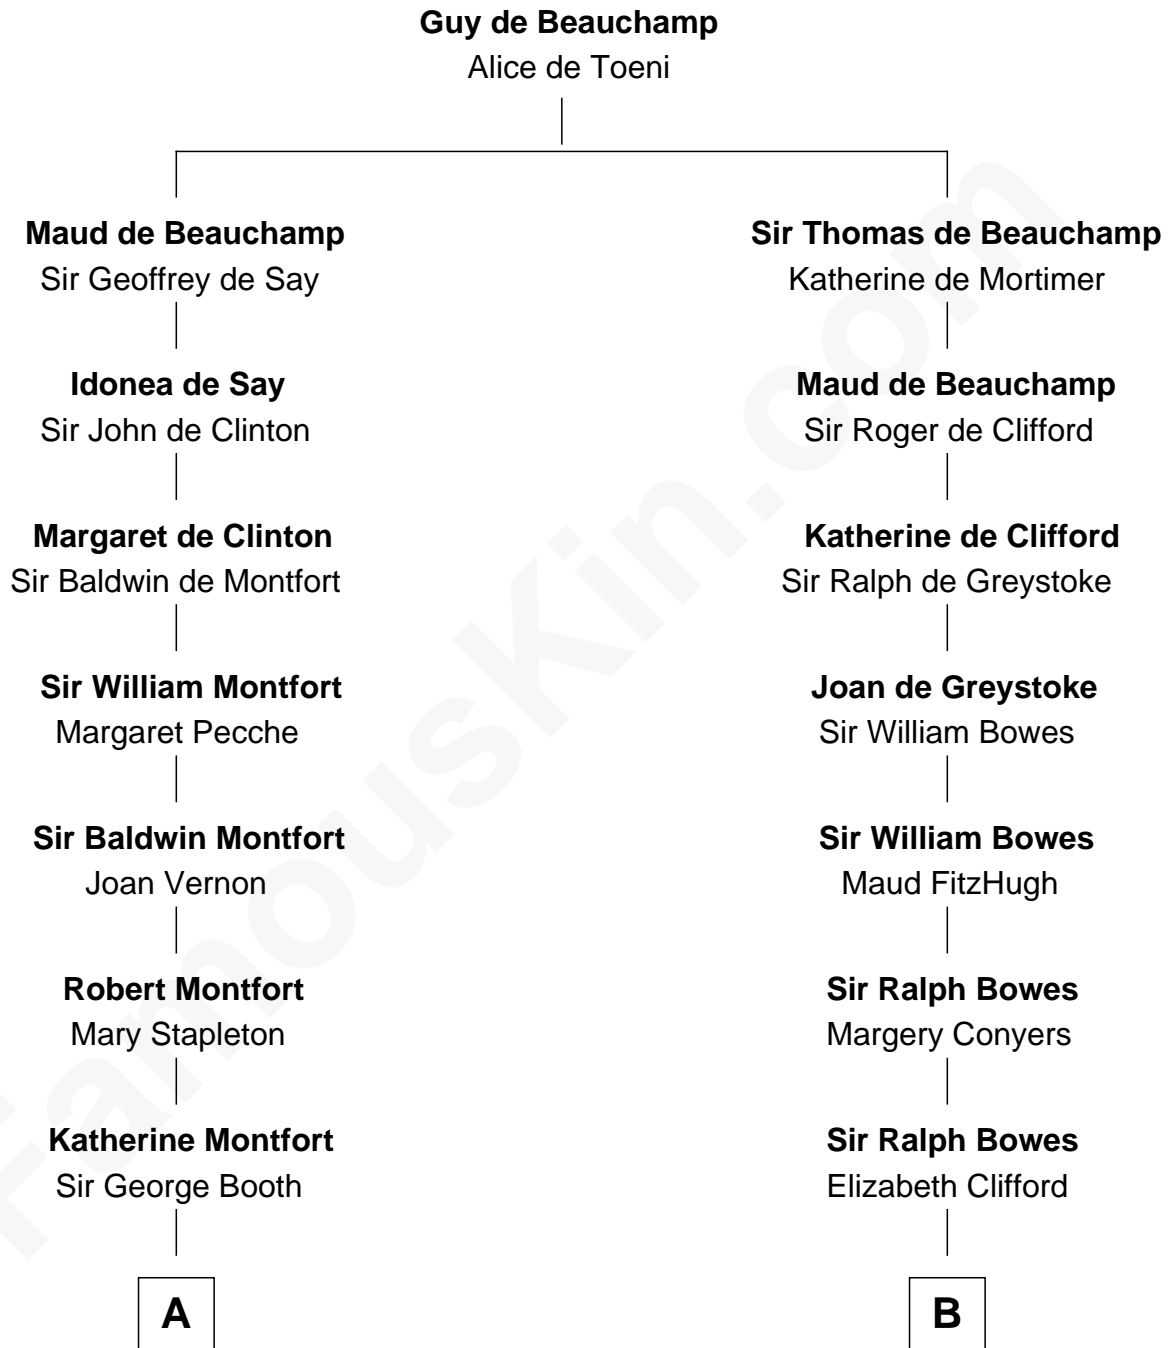 Guy de Beauchamp
Alice de Toeni
Maud de Beauchamp
Sir Geoffrey de Say
Idonea de Say
Sir John de Clinton
Margaret de Clinton
Sir Baldwin de Montfort
Sir William Montfort
Margaret Pecche
Sir Baldwin Montfort
Joan Vernon
Robert Montfort
Mary Stapleton
Katherine Montfort
Sir George Booth
A
Sir Thomas de Beauchamp
Katherine de Mortimer
Maud de Beauchamp
Sir Roger de Clifford
Katherine de Clifford
Sir Ralph de Greystoke
Joan de Greystoke
Sir William Bowes
Sir William Bowes
Maud FitzHugh
Sir Ralph Bowes
Margery Conyers
Sir Ralph Bowes
Elizabeth Clifford
B
FamousKin.com